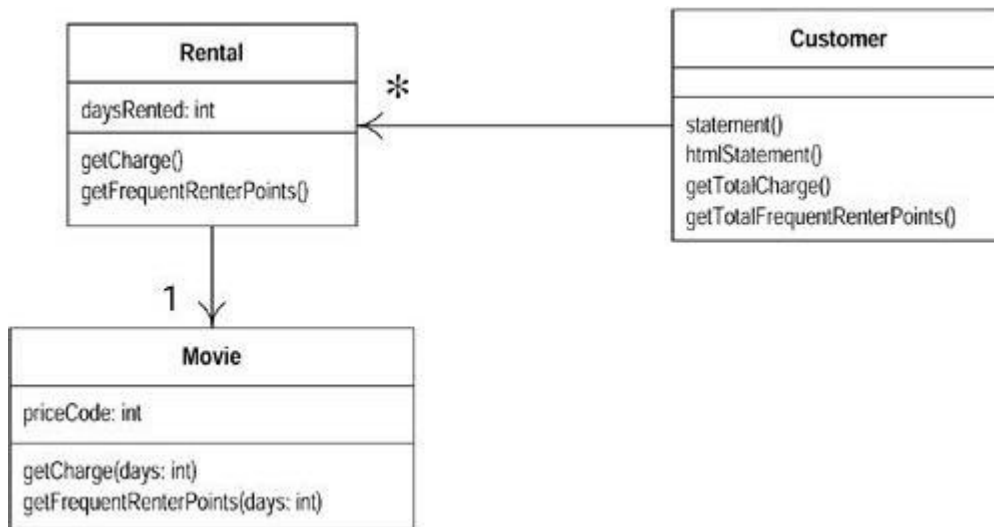 Rental
daysRented: int
getCharge()
getFrequentRenterPoints()
*
Customer
statement()
htmlStatement()
getTotalCharge()
getTotalFrequentRenterPoints()
1
Movie
priceCode: int
getCharge(days: int)
getFrequentRenterPoints(days: int)